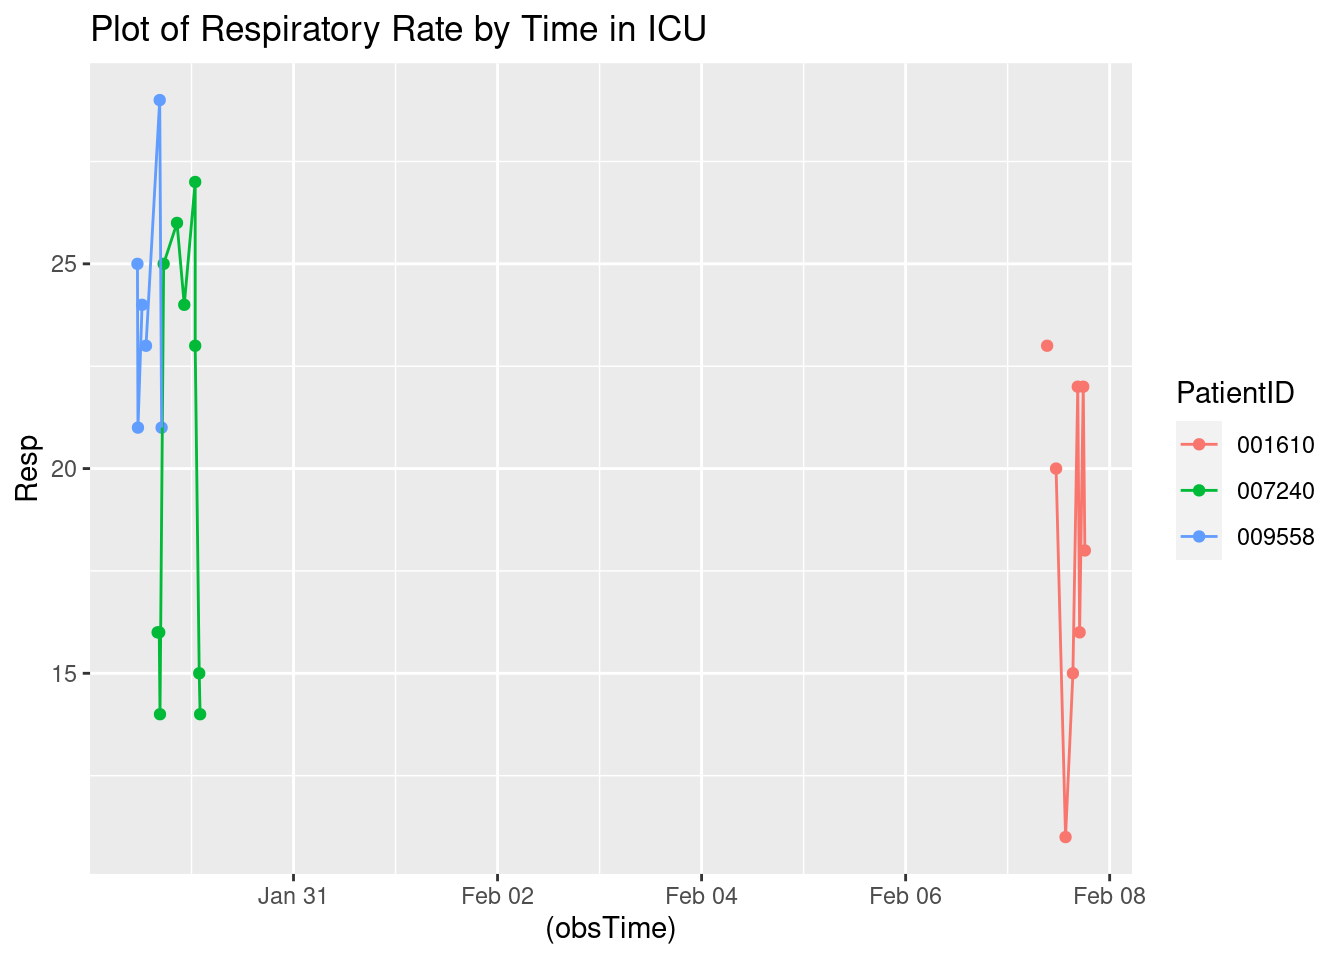 Plot of Respiratory Rate by Time in ICU
25
20
15
Resp
Jan 31
Feb 02
Feb 04
Feb 06
Feb 08
(obsTime)
PatientID
001610
007240
009558